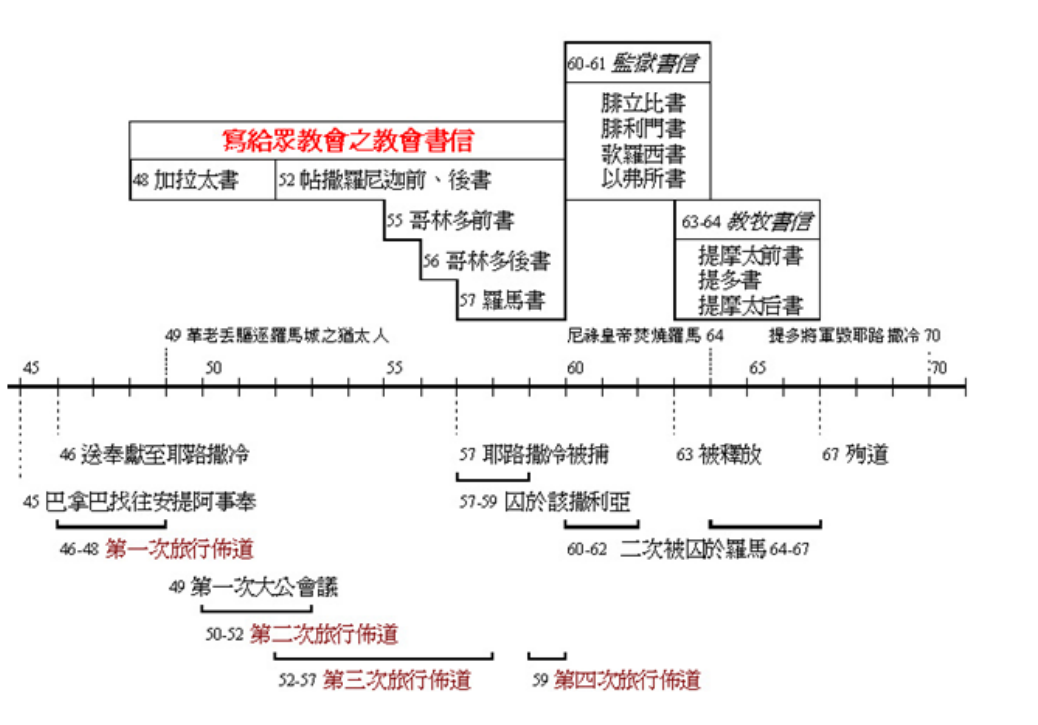 60-61 監獄書信
腓立比書
腓利門書
歌羅西書
以弗所書
寫給眾教會之教會書信
48 加拉太書
52 帖撒羅尼迦前、後書
55 哥林多前書
56 哥林多後書
57 羅馬書
63-64 教牧書信
提摩太前書
提多書
提摩太后書
49 革老丟驅逐羅馬城之猶太人
尼祿皇帝焚燒羅馬 64
提多將軍毀耶路撒冷 70
45 50 55 60 65 70
46 送奉獻至耶路撒冷
57 耶路撒冷被捕
63 被釋放
67 殉道
45 巴拿巴找往安提阿事奉
57-59 囚於該撒利亞
46-48 第一次旅行佈道
60-62 二次被囚於羅馬 64-67
49 第一次大公會議
50-52 第二次旅行佈道
52-57 第三次旅行佈道
59 第四次旅行佈道